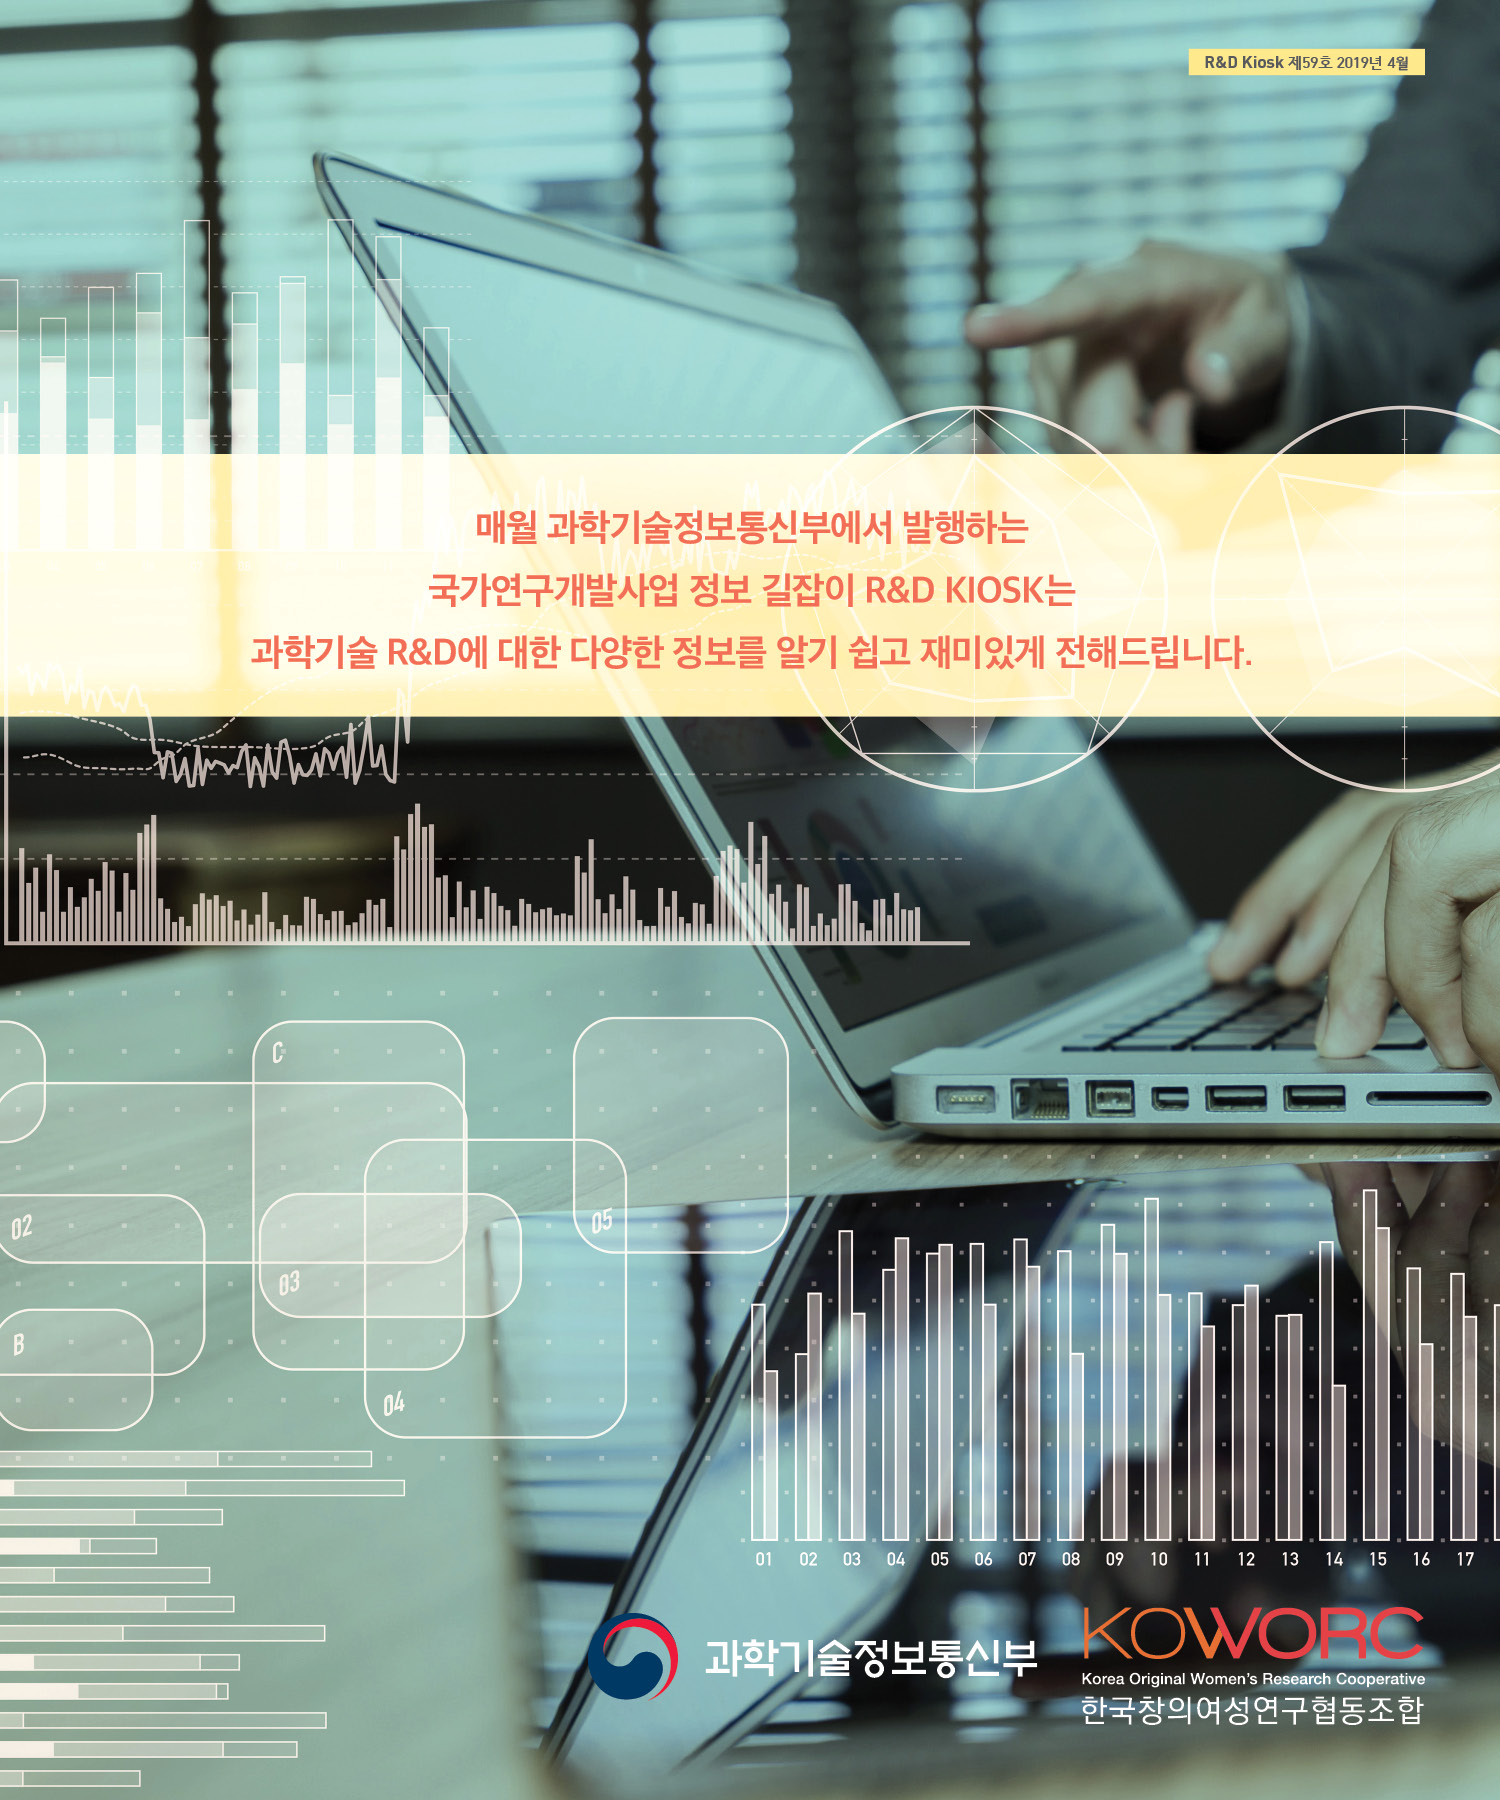 R&D Kiosk 제59호 2019년 4월
매월 과학기술정보통신부에서 발행하는
국가연구개발사업 정보 길잡이 R&D KIOSK는
과학기술 R&D에 대한 다양한 정보를 알기 쉽고 재미있게 전해드립니다.
C
02
05
03
B
04
01 02 03 04 05 06 07 08 09 10 11 12 13 14 15 16 17
과학기술정보통신부
KOWORC
Korea Original Women's Research Cooperative
한국창의여성연구협동조합